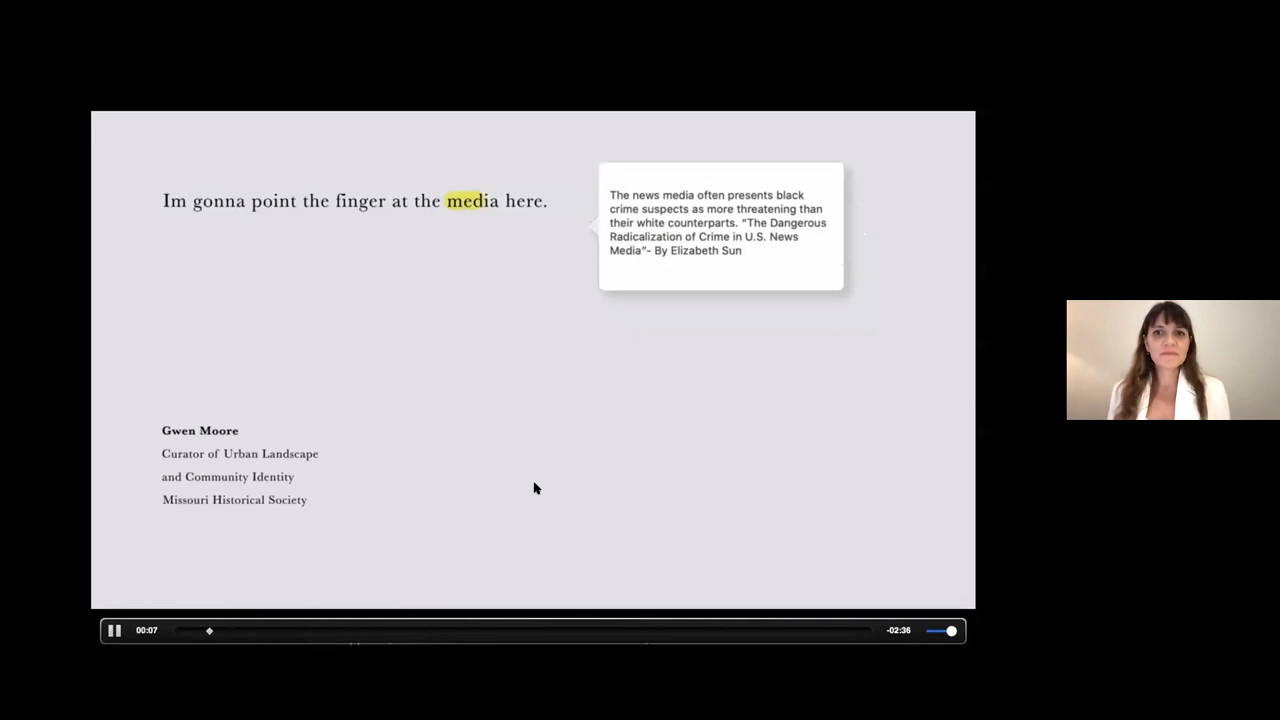 Im gonna point the finger at the media here.
The news media often presents black
crime suspects as more threatening than
their white counterparts. “The Dangerous
Radicalization of Crime in U.S. News
Media”- By Elizabeth Sun
Gwen Moore
Curator of Urban Landscape
and Community Identity
Missouri Historical Society
00:07
-02:36